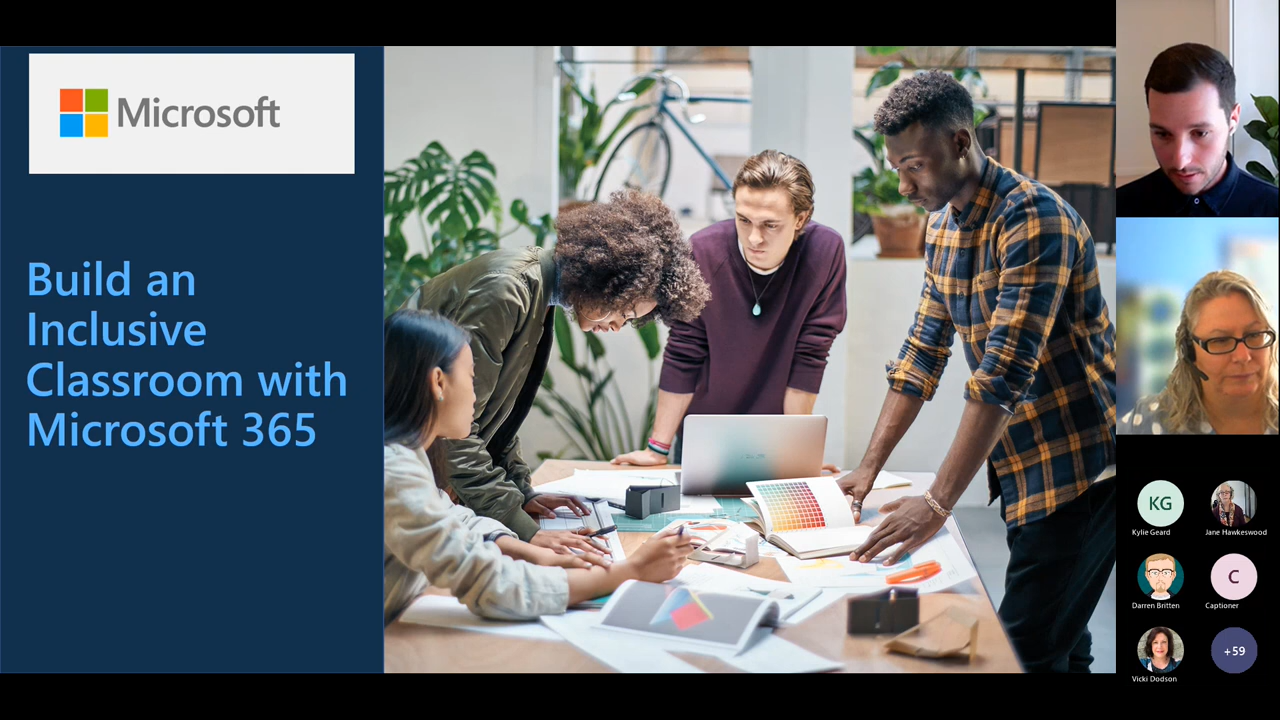 Microsoft
Build an
Inclusive
Classroom with
Microsoft 365
KG
Kylie Geard
Jane Hawkeswood
Darren Britten
C
Captioner
Vicki Dodson
+59